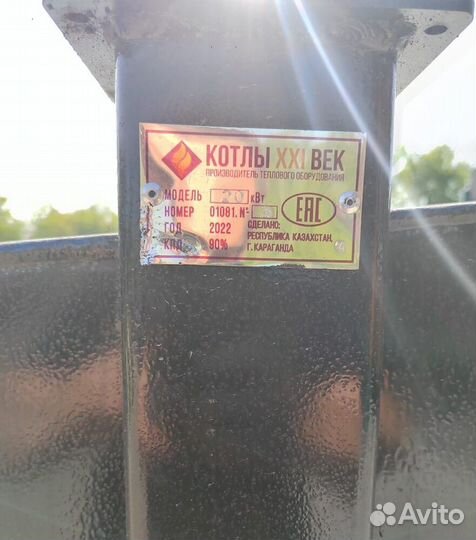 КОТЛЫ XXI ВЕК
ПРОИЗВОДИТЕЛЬ ТЕПЛОВОГО ОБОРУДОВАНИЯ
МОДЕЛЬ 20 кВт
НОМЕР 01081. №
ГОД 2022
КПД 90%
EAC
СДЕЛАНО:
РЕСПУБЛИКА КАЗАХСТАН,
Г.КАРАГАНДА
Avito